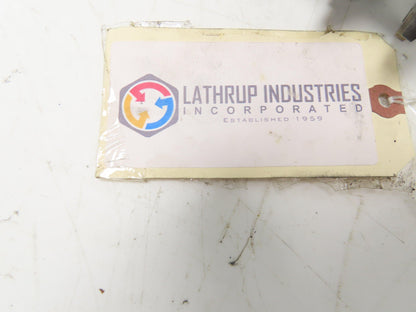 LATHRUP INDUSTRIES
INCORPORATED
ESTABLISHED 1959